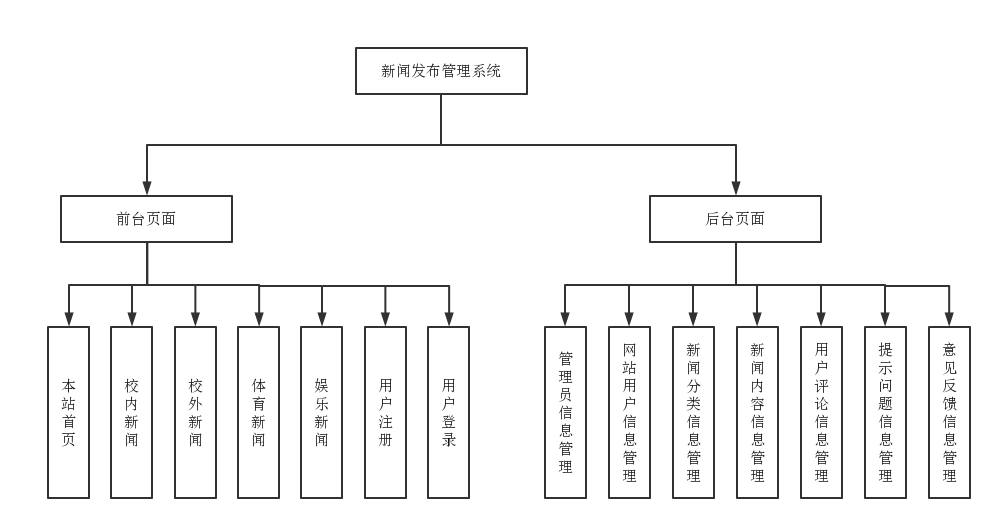 新闻发布管理系统
前台页面
后台页面
本站首页
校内新闻
校外新闻
体育新闻
娱乐新闻
用户注册
用户登录
管理员信息管理
网站用户信息管理
新闻分类信息管理
新闻内容信息管理
用户评论信息管理
提示问题信息管理
意见反馈信息管理